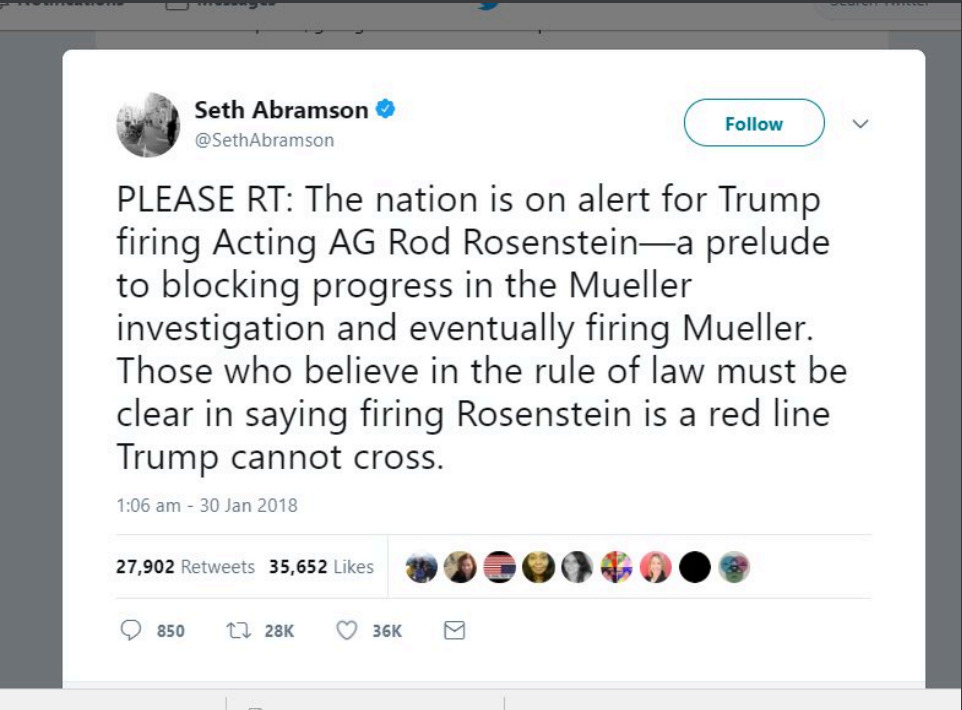 Seth Abramson
@SethAbramson
Follow
PLEASE RT: The nation is on alert for Trump
firing Acting AG Rod Rosenstein—a prelude
to blocking progress in the Mueller
investigation and eventually firing Mueller.
Those who believe in the rule of law must be
clear in saying firing Rosenstein is a red line
Trump cannot cross.
1:06 am - 30 Jan 2018
27,902 Retweets 35,652 Likes
850 28K 36K